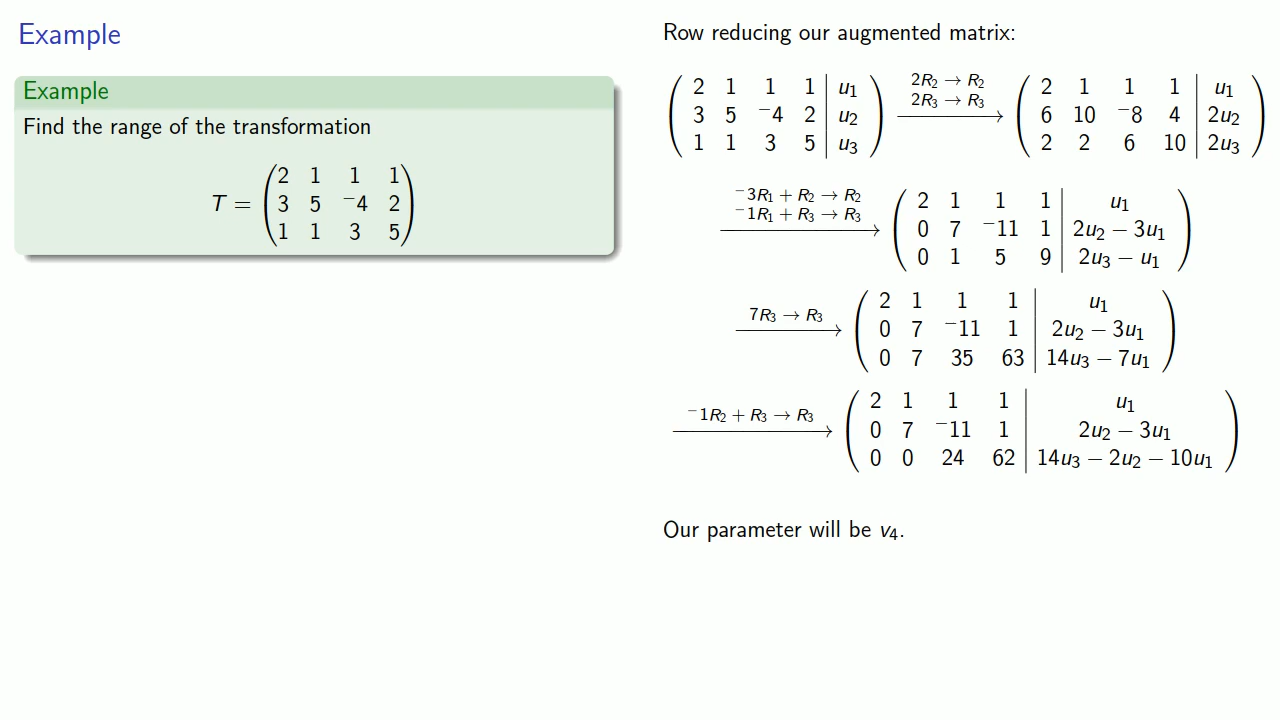 Example
Example
Find the range of the transformation
T = ( 2 1 1 1
3 5 ⁻4 2
1 1 3 5 )
Row reducing our augmented matrix:
( 2 1 1 1 | u₁
3 5 ⁻4 2 | u₂
1 1 3 5 | u₃ )
2R₂ → R₂
2R₃ → R₃
( 2 1 1 1 | u₁
6 10 ⁻8 4 | 2u₂
2 2 6 10 | 2u₃ )
⁻3R₁ + R₂ → R₂
⁻1R₁ + R₃ → R₃
( 2 1 1 1 | u₁
0 7 ⁻11 1 | 2u₂ − 3u₁
0 1 5 9 | 2u₃ − u₁ )
7R₃ → R₃
( 2 1 1 1 | u₁
0 7 ⁻11 1 | 2u₂ − 3u₁
0 7 35 63 | 14u₃ − 7u₁ )
⁻1R₂ + R₃ → R₃
( 2 1 1 1 | u₁
0 7 ⁻11 1 | 2u₂ − 3u₁
0 0 24 62 | 14u₃ − 2u₂ − 10u₁ )
Our parameter will be v₄.